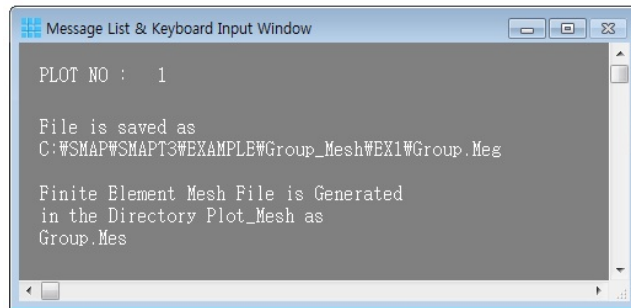 Message List & Keyboard Input Window
PLOT NO :   1
File is saved as
C:₩SMAP₩SMAPT3₩EXAMPLE₩Group_Mesh₩EX1₩Group.Meg
Finite Element Mesh File is Generated
in the Directory Plot_Mesh as
Group.Mes